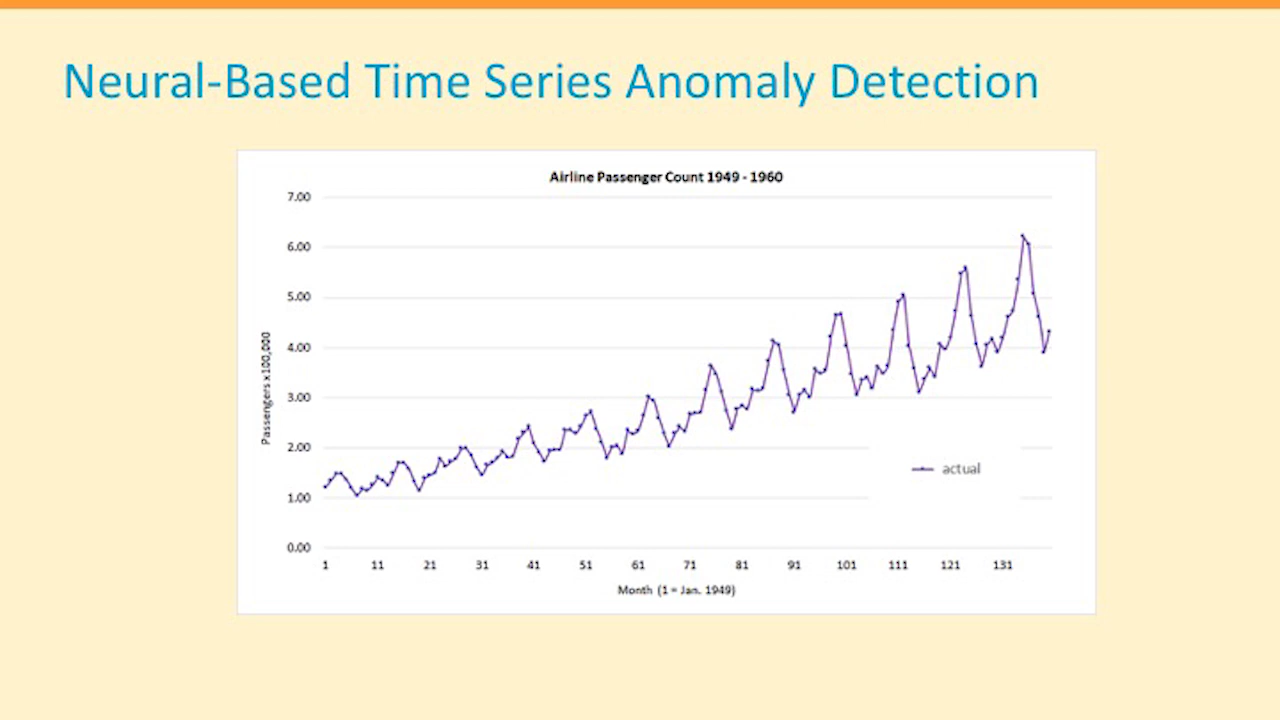 Neural-Based Time Series Anomaly Detection
Airline Passenger Count 1949 - 1960
7.00
6.00
5.00
4.00
3.00
2.00
1.00
0.00
Passengers x100,000
actual
1 11 21 31 41 51 61 71 81 91 101 111 121 131
Month (1 = Jan. 1949)